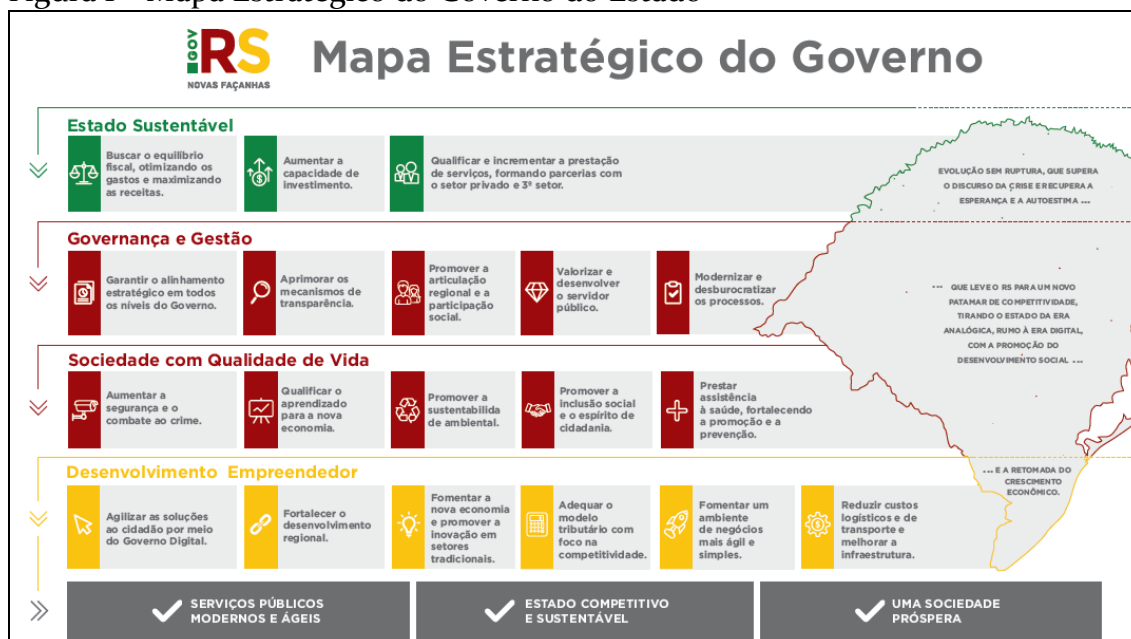 GOV
RS
NOVAS FAÇANHAS
Mapa Estratégico do Governo
Estado Sustentável
Buscar o equilíbrio
fiscal, otimizando os
gastos e maximizando
as receitas.
Aumentar a
capacidade de
investimento.
Qualificar e incrementar a prestação
de serviços, formando parcerias com
o setor privado e 3º setor.
EVOLUÇÃO SEM RUPTURA, QUE SUPERA
O DISCURSO DA CRISE E RECUPERA A
ESPERANÇA E A AUTOESTIMA ...
Governança e Gestão
Garantir o alinhamento
estratégico em todos
os níveis do Governo.
Aprimorar os
mecanismos de
transparência.
Promover a
articulação
regional e a
participação
social.
Valorizar e
desenvolver
o servidor
público.
Modernizar e
desburocratizar
os processos.
... QUE LEVE O RS PARA UM NOVO
PATAMAR DE COMPETITIVIDADE,
TIRANDO O ESTADO DA ERA
ANALÓGICA, RUMO À ERA DIGITAL,
COM A PROMOÇÃO DO
DESENVOLVIMENTO SOCIAL ...
Sociedade com Qualidade de Vida
Aumentar a
segurança e o
combate ao crime.
Qualificar o
aprendizado
para a nova
economia.
Promover a
sustentabilida
de ambiental.
Promover a
inclusão social
e o espírito de
cidadania.
Prestar
assistência
à saúde, fortalecendo
a promoção e a
prevenção.
Desenvolvimento Empreendedor
Agilizar as soluções
ao cidadão por meio
do Governo Digital.
Fortalecer o
desenvolvimento
regional.
Fomentar a
nova economia
e promover a
inovação em
setores
tradicionais.
Adequar o
modelo
tributário com
foco na
competitividade.
Fomentar um
ambiente
de negócios
mais ágil e
simples.
Reduzir custos
logísticos e de
transporte e
melhorar a
infraestrutura.
... E A RETOMADA DO
CRESCIMENTO
ECONÔMICO.
SERVIÇOS PÚBLICOS
MODERNOS E ÁGEIS
ESTADO COMPETITIVO
E SUSTENTÁVEL
UMA SOCIEDADE
PRÓSPERA